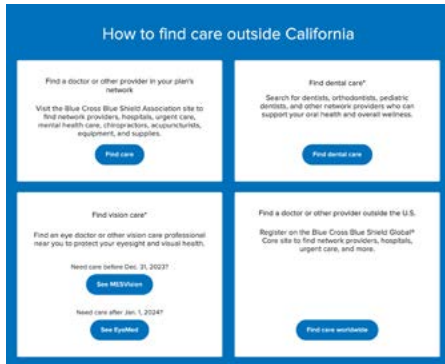 How to find care outside California
Find a doctor or other provider in your plan's
network
Visit the Blue Cross Blue Shield Association site to
find network providers, hospitals, urgent care,
mental health care, chiropractors, acupuncturists,
equipment, and supplies.
Find care
Find dental care*
Search for dentists, orthodontists, pediatric
dentists, and other network providers who can
support your oral health and overall wellness.
Find dental care
Find vision care*
Find an eye doctor or other vision care professional
near you to protect your eyesight and visual health.
Need care before Dec. 31, 2023?
See MESVision
Need care after Jan. 1, 2024?
See EyeMed
Find a doctor or other provider outside the U.S.
Register on the Blue Cross Blue Shield Global®
Core site to find network providers, hospitals,
urgent care, and more.
Find care worldwide